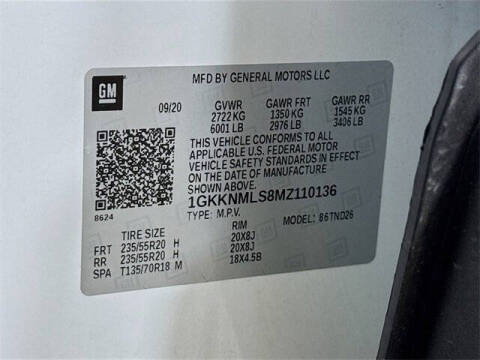 MFD BY GENERAL MOTORS LLC
GM
09/20 GVWR GAWR FRT GAWR RR
2722 KG 1350 KG 1545 KG
6001 LB 2976 LB 3406 LB
THIS VEHICLE CONFORMS TO ALL
APPLICABLE U.S. FEDERAL MOTOR
VEHICLE SAFETY STANDARDS IN EFFECT
ON THE DATE OF MANUFACTURE SHOWN
ABOVE.
8624
1GKKNMLS8MZ110136
TYPE: M.P.V. MODEL: 86TND26
TIRE SIZE RIM
FRT 235/55R20 H 20X8J
RR 235/55R20 H 20X8J
SPA T135/70R18 M 18X4.5B